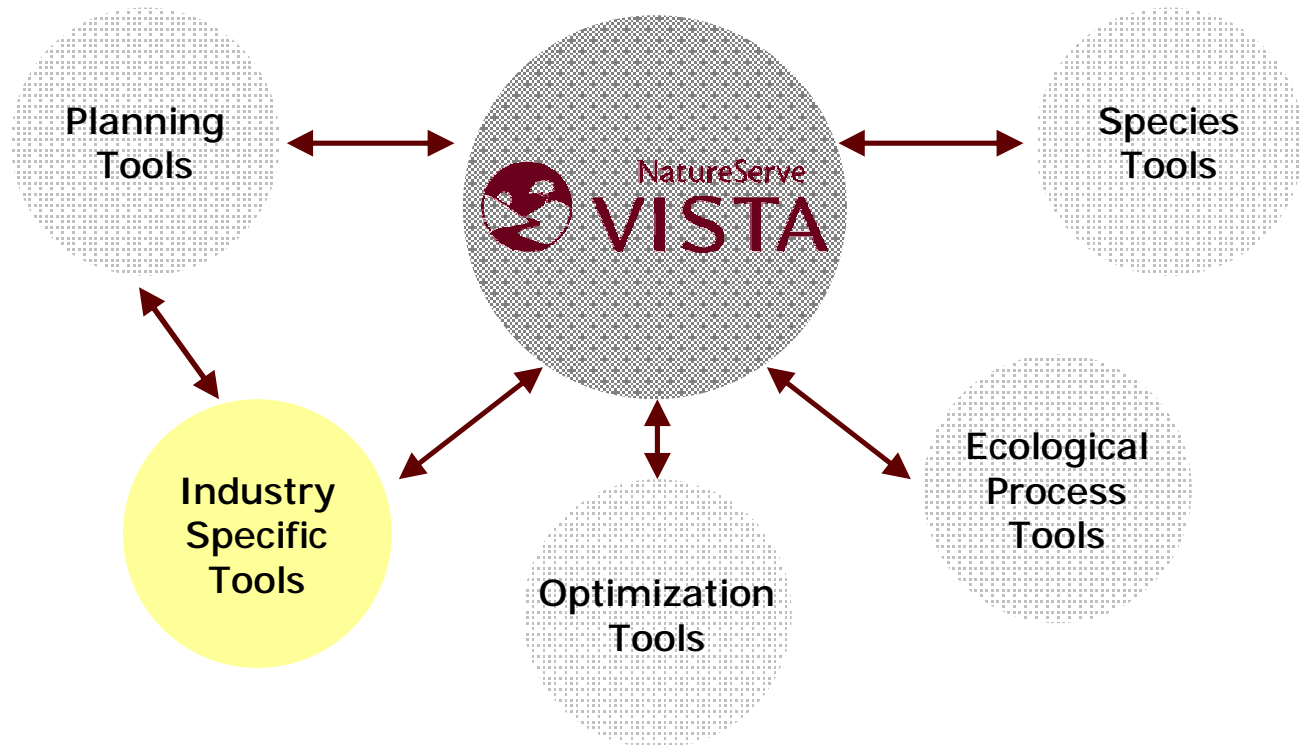 Planning
Tools
NatureServe
VISTA
Species
Tools
Industry
Specific
Tools
Optimization
Tools
Ecological
Process
Tools